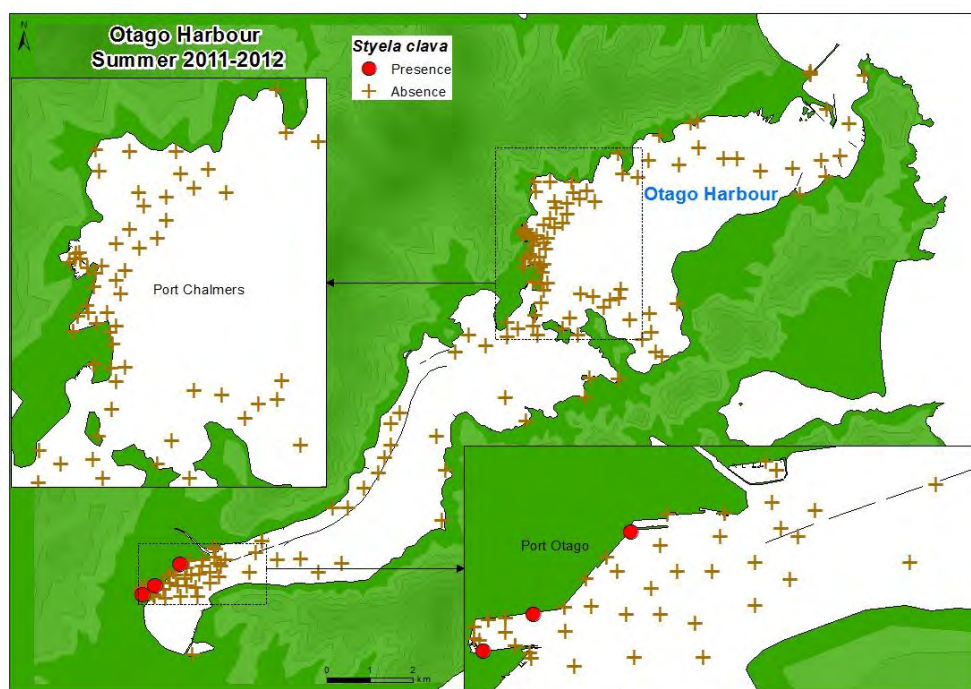 N
Otago Harbour
Summer 2011-2012
Styela clava
Presence
Absence
Otago Harbour
Port Chalmers
Port Otago
0 1 2
km